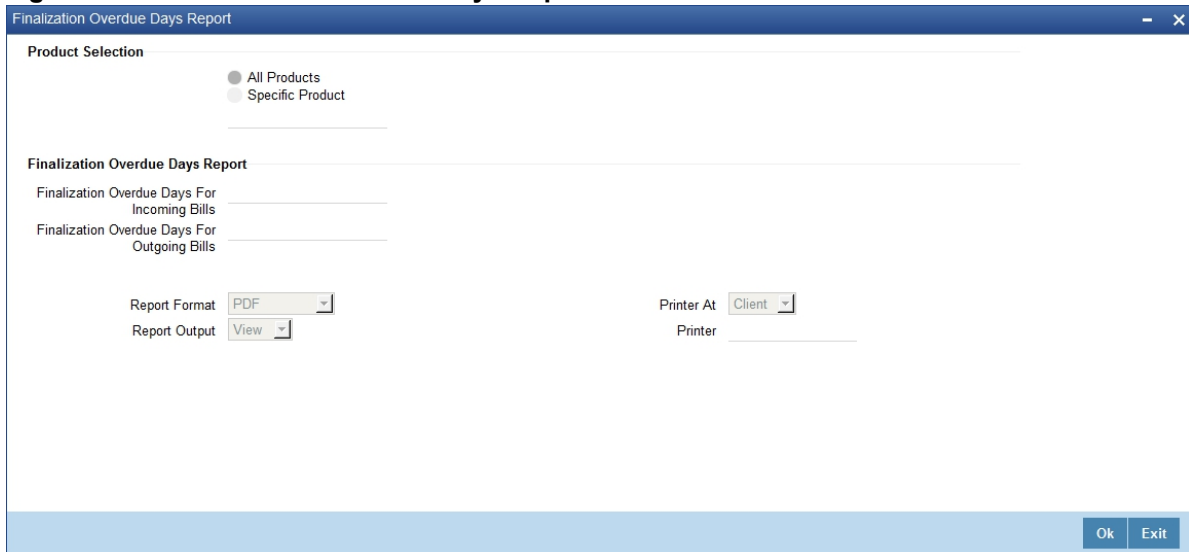 Finalization Overdue Days Report
Product Selection
All Products
Specific Product
Finalization Overdue Days Report
Finalization Overdue Days For
Incoming Bills
Finalization Overdue Days For
Outgoing Bills
Report Format PDF Printer At Client
Report Output View Printer
Ok Exit